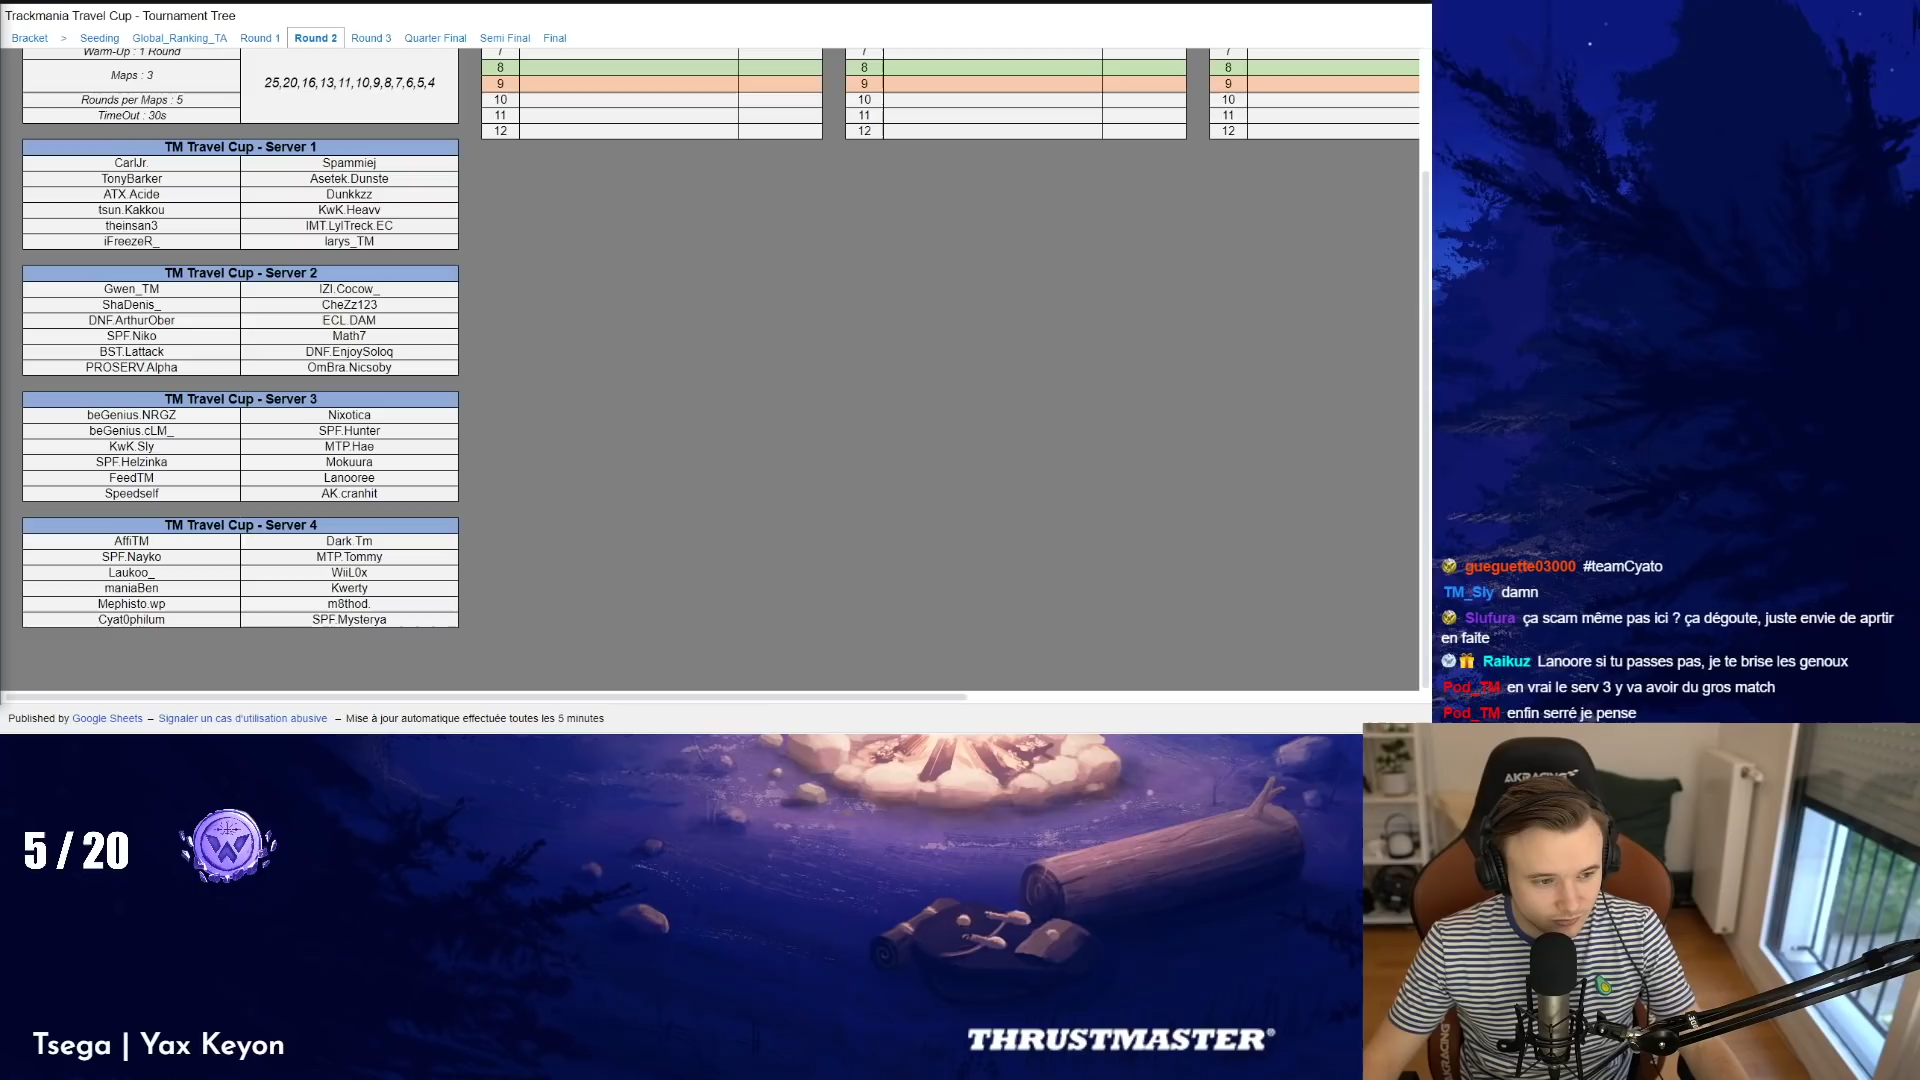 Trackmania Travel Cup - Tournament Tree
Bracket > Seeding Global_Ranking_TA Round 1 Round 2 Round 3 Quarter Final Semi Final Final
Warm-Up : 1 Round
Maps : 3
Rounds per Maps : 5
TimeOut : 30s
25,20,16,13,11,10,9,8,7,6,5,4
7 7 7
8 8 8
9 9 9
10 10 10
11 11 11
12 12 12
TM Travel Cup - Server 1
CarlJr. Spammiej
TonyBarker Asetek.Dunste
ATX.Acide Dunkkzz
tsun.Kakkou KwK.Heavv
theinsan3 IMT.LylTreck.EC
iFreezeR_ larys_TM
TM Travel Cup - Server 2
Gwen_TM IZI.Cocow_
ShaDenis_ CheZz123
DNF.ArthurOber ECL.DAM
SPF.Niko Math7
BST.Lattack DNF.EnjoySoloq
PROSERV.Alpha OmBra.Nicsoby
TM Travel Cup - Server 3
beGenius.NRGZ Nixotica
beGenius.cLM_ SPF.Hunter
KwK.Sly MTP.Hae
SPF.Helzinka Mokuura
FeedTM Lanooree
Speedself AK.cranhit
TM Travel Cup - Server 4
AffiTM Dark.Tm
SPF.Nayko MTP.Tommy
Laukoo_ WiiL0x
maniaBen Kwerty
Mephisto.wp m8thod.
Cyat0philum SPF.Mysterya
Published by Google Sheets – Signaler un cas d'utilisation abusive – Mise à jour automatique effectuée toutes les 5 minutes
gueguette03000 #teamCyato
TM_Sly damn
Slufura ça scam même pas ici ? ça dégoute, juste envie de aprtir
en faite
Raikuz Lanoore si tu passes pas, je te brise les genoux
Pod_TM en vrai le serv 3 y va avoir du gros match
Pod_TM enfin serré je pense
5 / 20
W
Tsega | Yax Keyon
THRUSTMASTER®
AKRACING
AKRACING